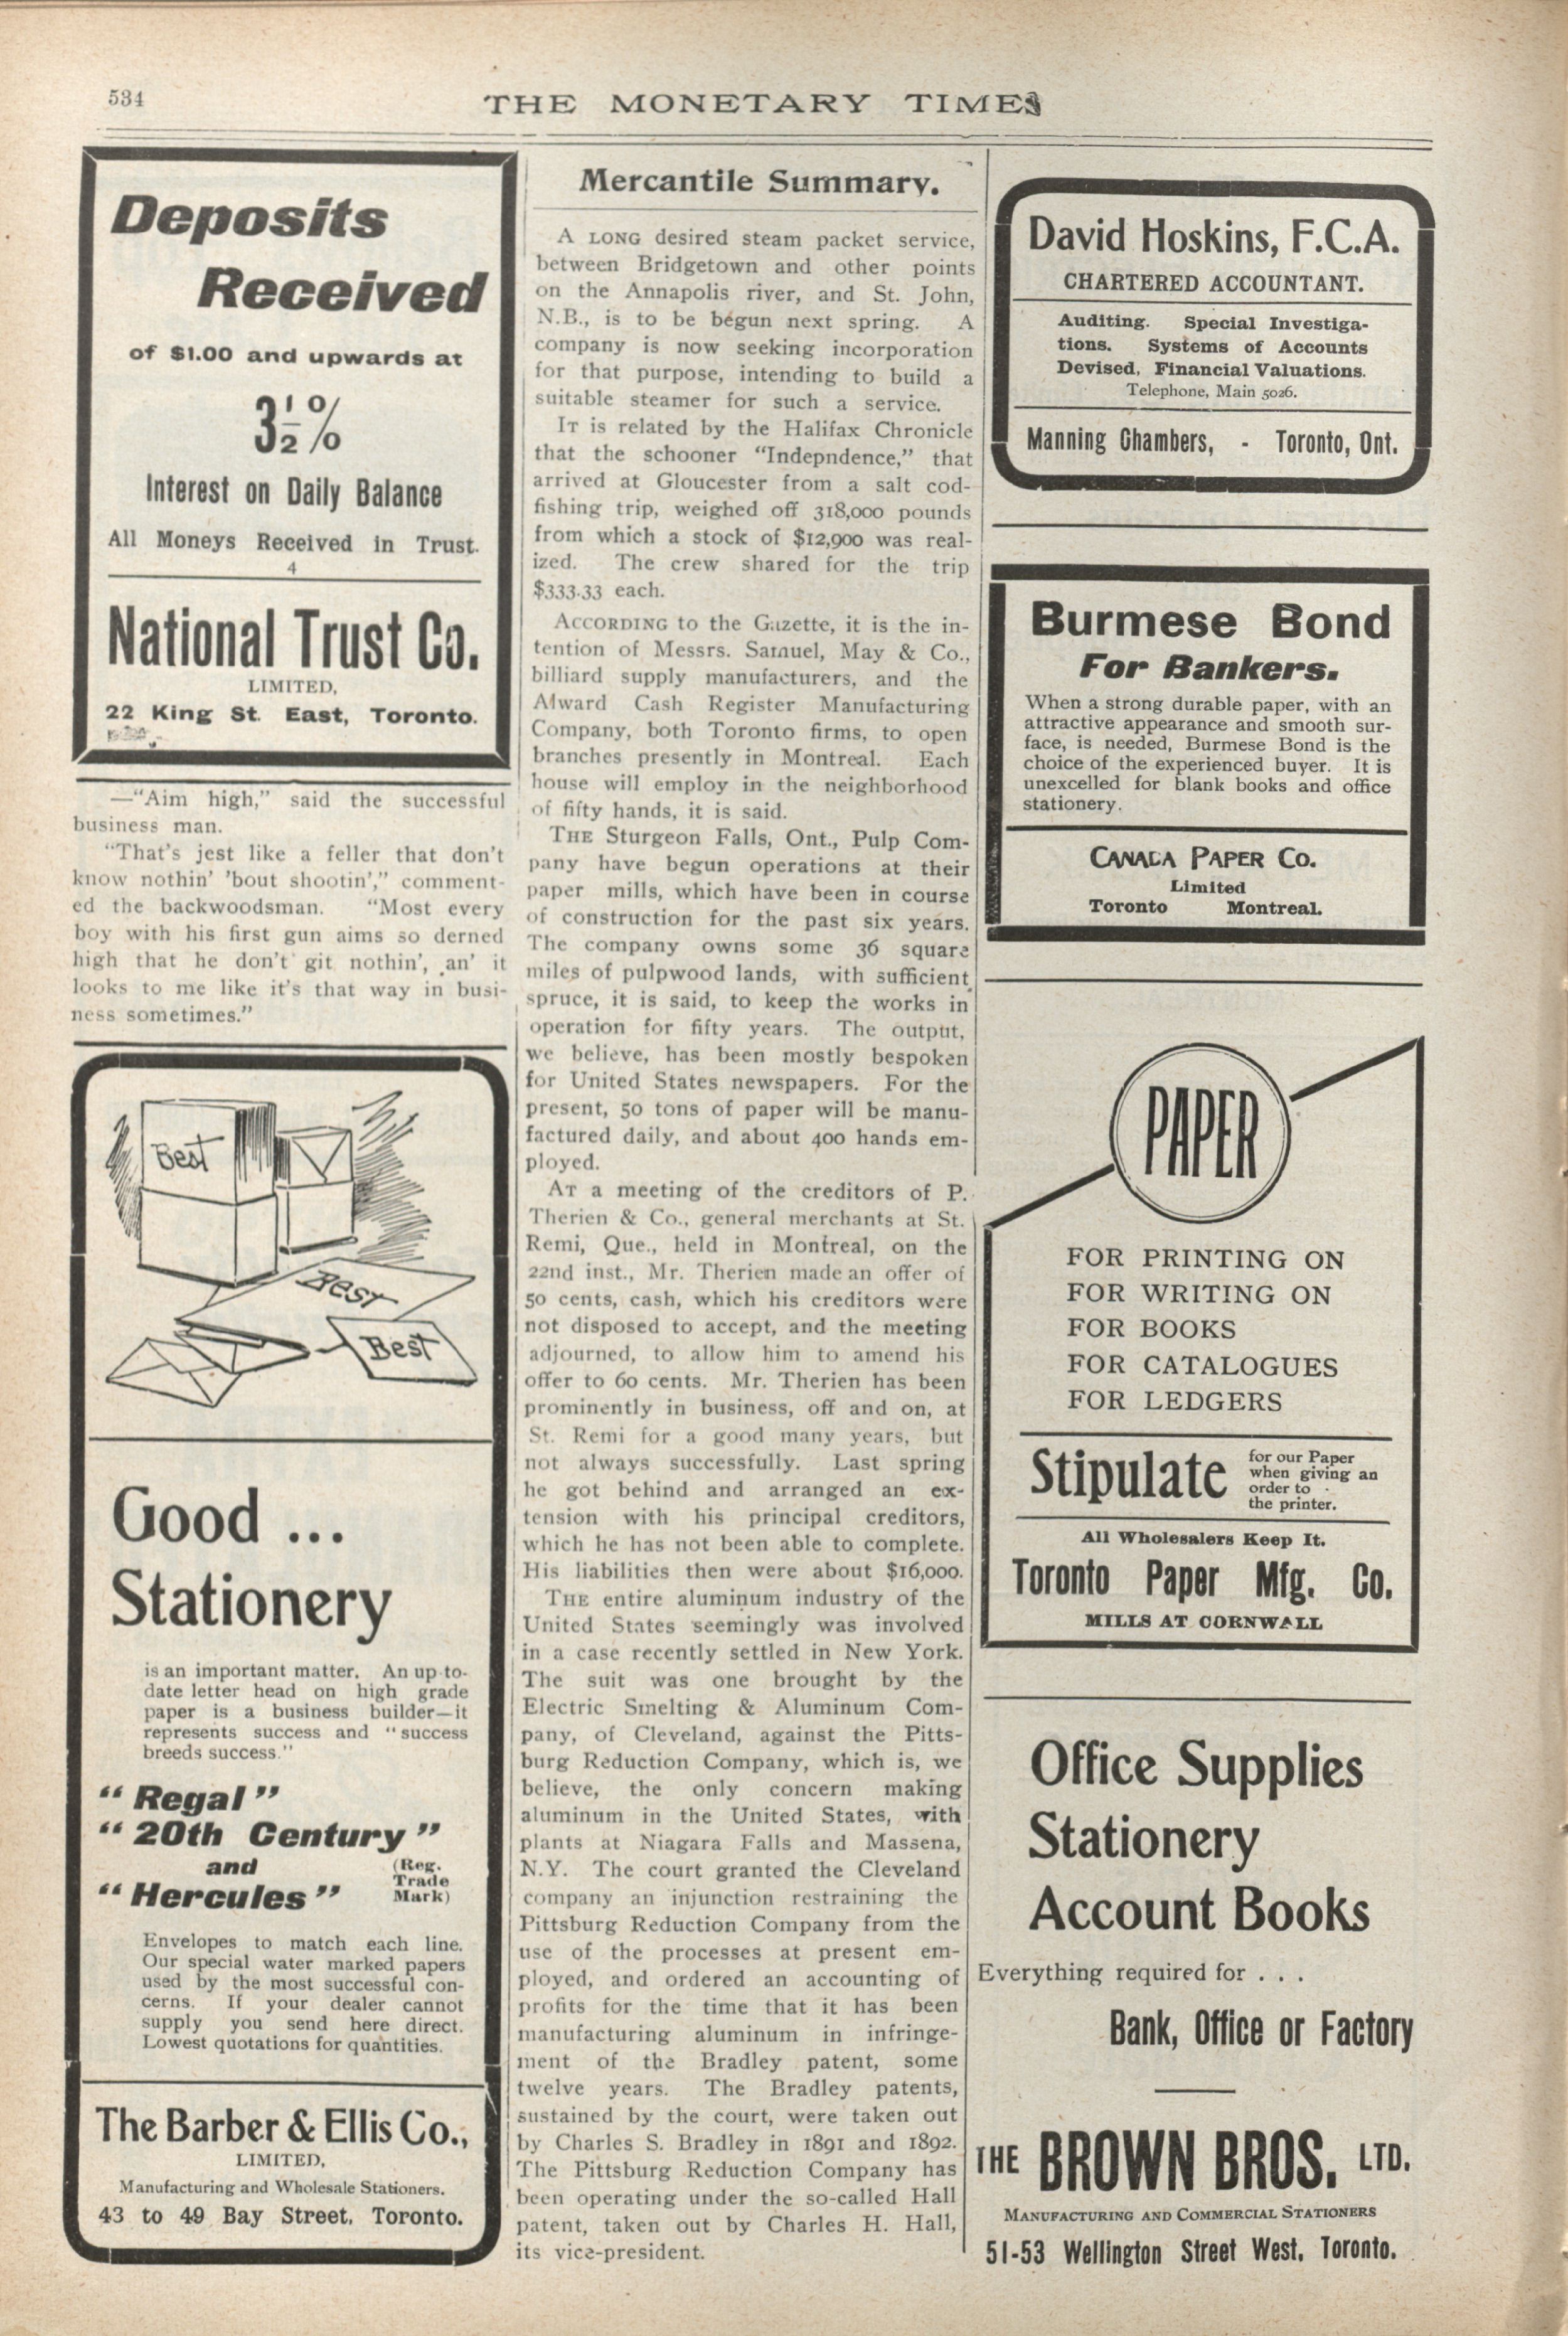 534
THE MONETARY TIMES
Deposits
Received
of $1.00 and upwards at
3½%
Interest on Daily Balance
All Moneys Received in Trust.
4
National Trust Co.
LIMITED,
22 King St. East, Toronto.
—“Aim high,” said the successful
business man.
“That’s jest like a feller that don’t
know nothin’ ’bout shootin’,” comment-
ed the backwoodsman. “Most every
boy with his first gun aims so derned
high that he don’t git nothin’, an’ it
looks to me like it’s that way in busi-
ness sometimes.”
Best
Best
Best
Good ...
Stationery
is an important matter. An up-to-
date letter head on high grade
paper is a business builder—it
represents success and “success
breeds success.”
“Regal”
“20th Century”
and
“Hercules”
(Reg.
Trade
Mark)
Envelopes to match each line.
Our special water marked papers
used by the most successful con-
cerns. If your dealer cannot
supply you send here direct.
Lowest quotations for quantities.
The Barber & Ellis Co.,
LIMITED,
Manufacturing and Wholesale Stationers.
43 to 49 Bay Street, Toronto.
Mercantile Summary.
A LONG desired steam packet service,
between Bridgetown and other points
on the Annapolis river, and St. John,
N.B., is to be begun next spring. A
company is now seeking incorporation
for that purpose, intending to build a
suitable steamer for such a service.
IT is related by the Halifax Chronicle
that the schooner “Indepndence,” that
arrived at Gloucester from a salt cod-
fishing trip, weighed off 318,000 pounds
from which a stock of $12,900 was real-
ized. The crew shared for the trip
$333.33 each.
ACCORDING to the Gazette, it is the in-
tention of Messrs. Samuel, May & Co.,
billiard supply manufacturers, and the
Alward Cash Register Manufacturing
Company, both Toronto firms, to open
branches presently in Montreal. Each
house will employ in the neighborhood
of fifty hands, it is said.
THE Sturgeon Falls, Ont., Pulp Com-
pany have begun operations at their
paper mills, which have been in course
of construction for the past six years.
The company owns some 36 square
miles of pulpwood lands, with sufficient
spruce, it is said, to keep the works in
operation for fifty years. The output,
we believe, has been mostly bespoken
for United States newspapers. For the
present, 50 tons of paper will be manu-
factured daily, and about 400 hands em-
ployed.
AT a meeting of the creditors of P.
Therien & Co., general merchants at St.
Remi, Que., held in Montreal, on the
22nd inst., Mr. Therien made an offer of
50 cents, cash, which his creditors were
not disposed to accept, and the meeting
adjourned, to allow him to amend his
offer to 60 cents. Mr. Therien has been
prominently in business, off and on, at
St. Remi for a good many years, but
not always successfully. Last spring
he got behind and arranged an ex-
tension with his principal creditors,
which he has not been able to complete.
His liabilities then were about $16,000.
THE entire aluminum industry of the
United States seemingly was involved
in a case recently settled in New York.
The suit was one brought by the
Electric Smelting & Aluminum Com-
pany, of Cleveland, against the Pitts-
burg Reduction Company, which is, we
believe, the only concern making
aluminum in the United States, with
plants at Niagara Falls and Massena,
N.Y. The court granted the Cleveland
company an injunction restraining the
Pittsburg Reduction Company from the
use of the processes at present em-
ployed, and ordered an accounting of
profits for the time that it has been
manufacturing aluminum in infringe-
ment of the Bradley patent, some
twelve years. The Bradley patents,
sustained by the court, were taken out
by Charles S. Bradley in 1891 and 1892.
The Pittsburg Reduction Company has
been operating under the so-called Hall
patent, taken out by Charles H. Hall,
its vice-president.
David Hoskins, F.C.A.
CHARTERED ACCOUNTANT.
Auditing. Special Investiga-
tions. Systems of Accounts
Devised, Financial Valuations.
Telephone, Main 5026.
Manning Chambers, - Toronto, Ont.
Burmese Bond
For Bankers.
When a strong durable paper, with an
attractive appearance and smooth sur-
face, is needed, Burmese Bond is the
choice of the experienced buyer. It is
unexcelled for blank books and office
stationery.
CANADA PAPER CO.
Limited
Toronto Montreal.
PAPER
FOR PRINTING ON
FOR WRITING ON
FOR BOOKS
FOR CATALOGUES
FOR LEDGERS
Stipulate
for our Paper
when giving an
order to
the printer.
All Wholesalers Keep It.
Toronto Paper Mfg. Co.
MILLS AT CORNWALL
Office Supplies
Stationery
Account Books
Everything required for . . .
Bank, Office or Factory
THE BROWN BROS. LTD.
MANUFACTURING AND COMMERCIAL STATIONERS
51-53 Wellington Street West, Toronto.